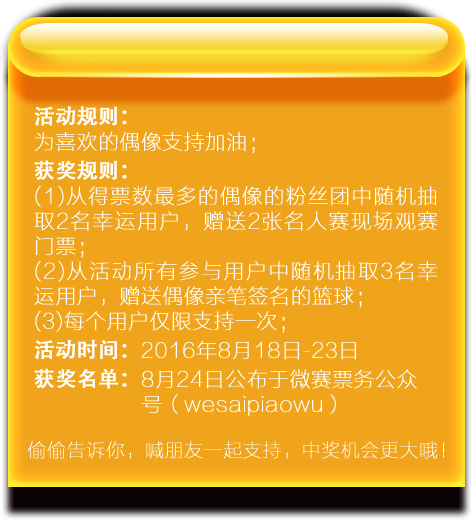 活动规则：
为喜欢的偶像支持加油；
获奖规则：
(1)从得票数最多的偶像的粉丝团中随机抽
取2名幸运用户，赠送2张名人赛现场观赛
门票；
(2)从活动所有参与用户中随机抽取3名幸
运用户，赠送偶像亲笔签名的篮球；
(3)每个用户仅限支持一次；
活动时间：2016年8月18日-23日
获奖名单：8月24日公布于微赛票务公众
号（wesaipiaowu）
偷偷告诉你，喊朋友一起支持，中奖机会更大哦！